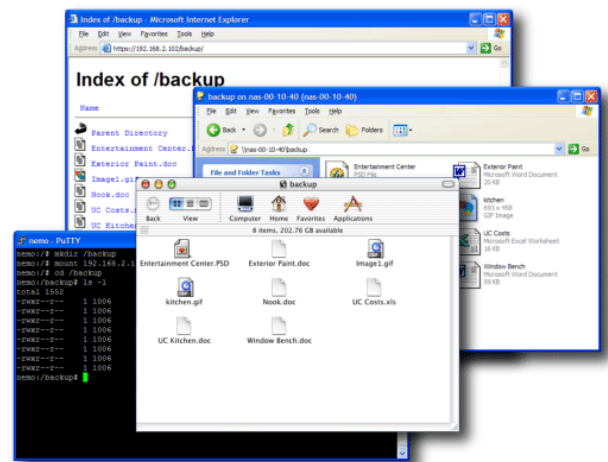 Index of /backup - Microsoft Internet Explorer
File Edit View Favorites Tools Help
Address https://192.168.2.102/backup/ Go
Index of /backup
Name
Parent Directory
Entertainment Center.
Exterior Paint.doc
Image1.gif
Nook.doc
UC Costs.
UC Kitchen
backup on nas-00-10-40 (nas-00-10-40)
File Edit View Favorites Tools Help
Back Search Folders
Address \\nas-00-10-40\backup Go
File and Folder Tasks
Entertainment Center
PSD File
Exterior Paint
Microsoft Word Document
20 KB
kitchen
693 x 458
GIF Image
UC Costs
Microsoft Excel Worksheet
16 KB
Window Bench
Microsoft Word Document
59 KB
backup
Back View Computer Home Favorites Applications
8 items, 202.76 GB available
Entertainment Center.PSD Exterior Paint.doc Image1.gif
kitchen.gif Nook.doc UC Costs.xls
UC Kitchen.doc Window Bench.doc
nemo - PuTTY
nemo:/# mkdir /backup
nemo:/# mount 192.168.2.1
nemo:/# cd /backup
nemo:/backup# ls -l
total 1552
-rwxr--r-- 1 1006
-rwxr--r-- 1 1006
-rwxr--r-- 1 1006
-rwxr--r-- 1 1006
-rwxr--r-- 1 1006
-rwxr--r-- 1 1006
-rwxr--r-- 1 1006
-rwxr--r-- 1 1006
nemo:/backup#